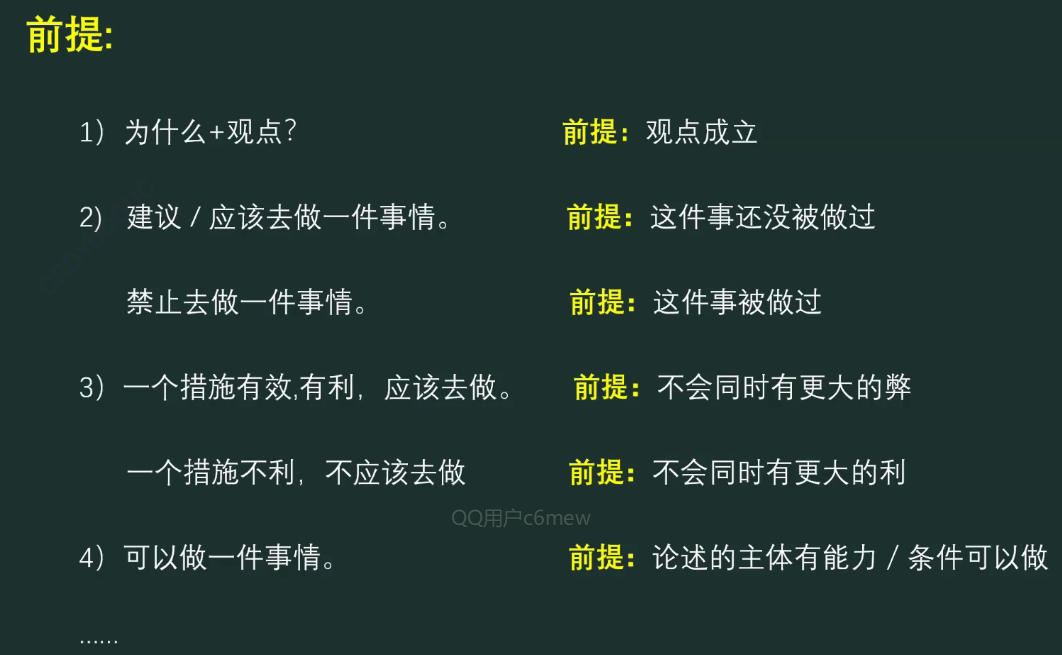 前提:
1）为什么+观点？ 前提：观点成立
2） 建议 / 应该去做一件事情。 前提：这件事还没被做过
禁止去做一件事情。 前提：这件事被做过
3）一个措施有效,有利，应该去做。 前提：不会同时有更大的弊
一个措施不利，不应该去做 前提：不会同时有更大的利
QQ用户c6mew
4）可以做一件事情。 前提：论述的主体有能力 / 条件可以做
......